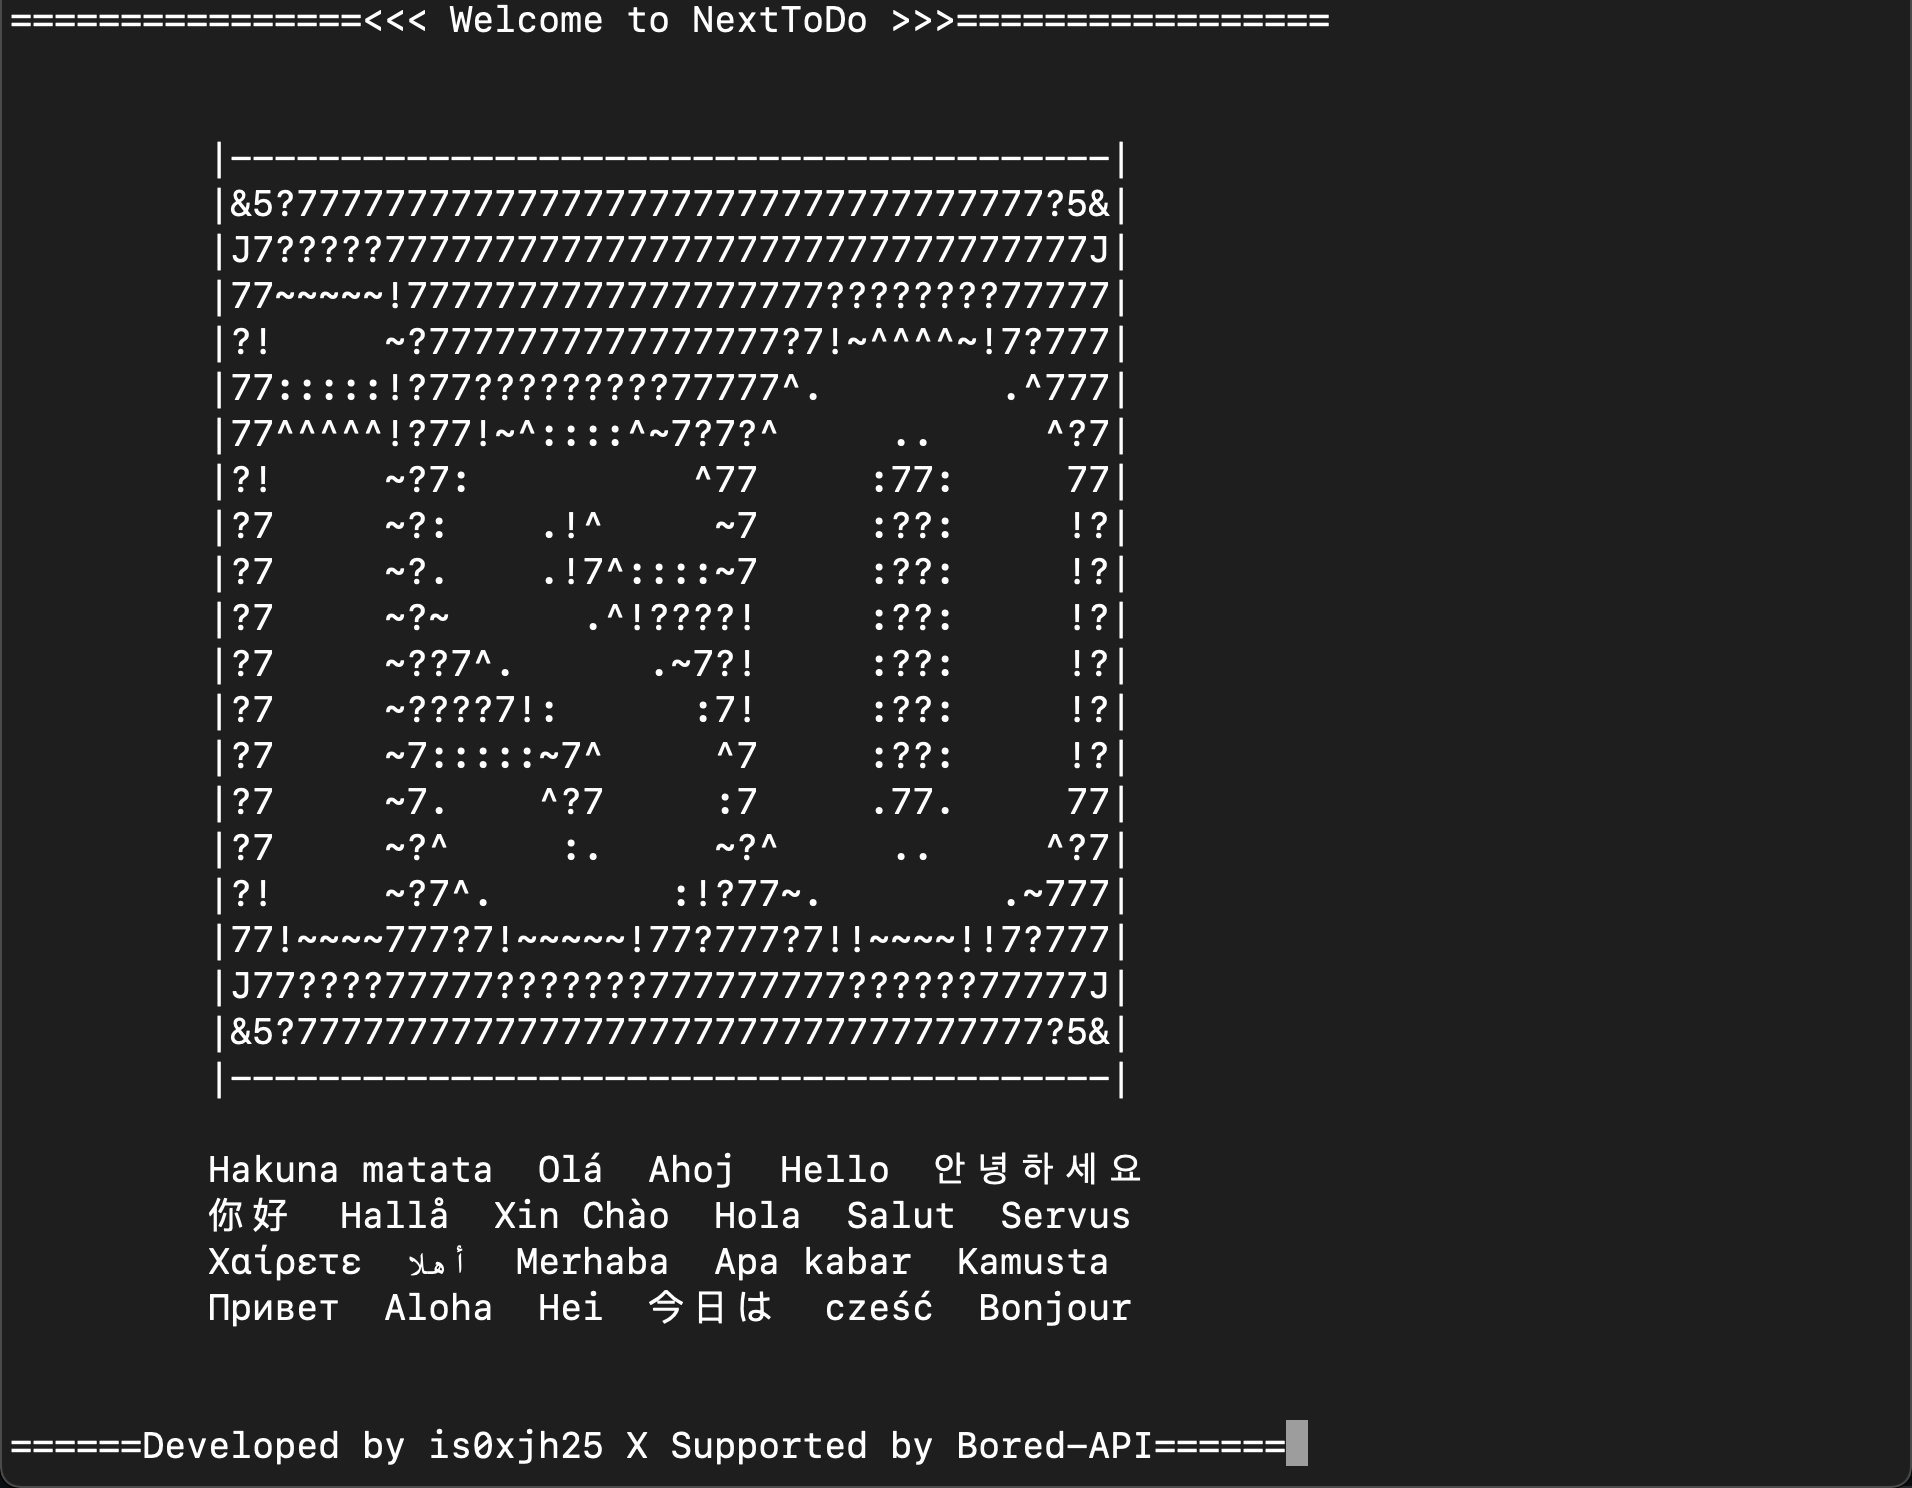 ================<<< Welcome to NextToDo >>>=================
|----------------------------------------|
|&5?7777777777777777777777777777777777?5&|
|J7?????77777777777777777777777777777777J|
|77~~~~~!7777777777777777777????????77777|
|?!     ~?7777777777777777?7!~^^^^~!7?777|
|77:::::!?77?????????77777^.        .^777|
|77^^^^^!?77!~^::::^~7?7?^     ..     ^?7|
|?!     ~?7:          ^77     :77:     77|
|?7     ~?:    .!^     ~7     :??:     !?|
|?7     ~?.    .!7^::::~7     :??:     !?|
|?7     ~?~      .^!????!     :??:     !?|
|?7     ~??7^.      .~7?!     :??:     !?|
|?7     ~????7!:      :7!     :??:     !?|
|?7     ~7:::::~7^     ^7     :??:     !?|
|?7     ~7.    ^?7     :7     .77.     77|
|?7     ~?^     :.     ~?^     ..     ^?7|
|?!     ~?7^.        :!?77~.        .~777|
|77!~~~~777?7!~~~~~!77?777?7!!~~~~!!7?777|
|J77????77777???????777777777??????77777J|
|&5?7777777777777777777777777777777777?5&|
|----------------------------------------|
Hakuna matata  Olá  Ahoj  Hello  안녕하세요
你好  Hallå  Xin Chào  Hola  Salut  Servus
Χαίρετε  أهلا  Merhaba  Apa kabar  Kamusta
Привет  Aloha  Hei  今日は  cześć  Bonjour
======Developed by is0xjh25 X Supported by Bored-API======